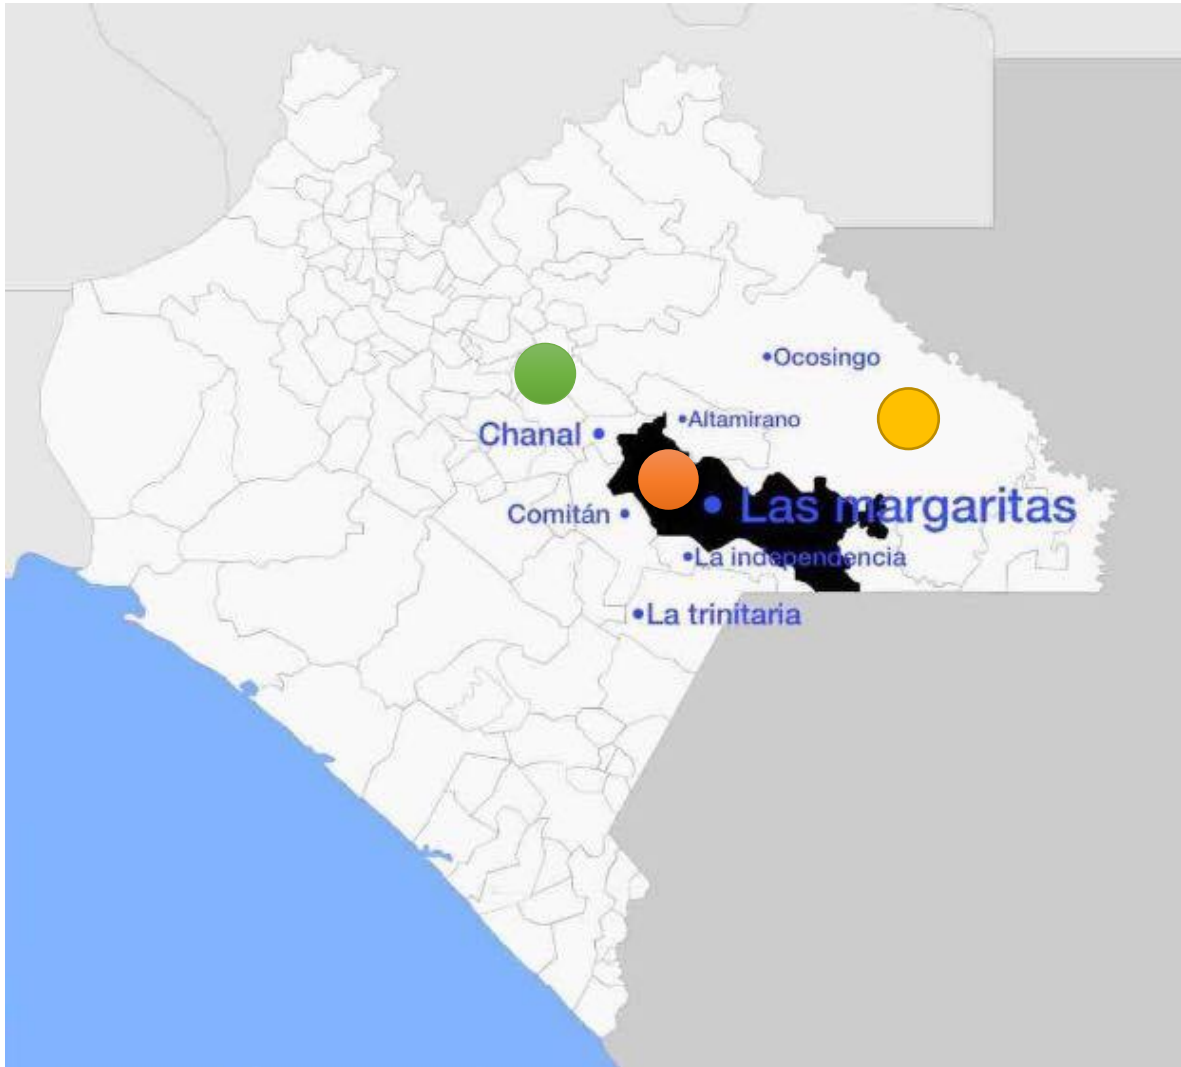 Ocosingo
Altamirano
Chanal
Las margaritas
Comitán
La independencia
La trinitaria